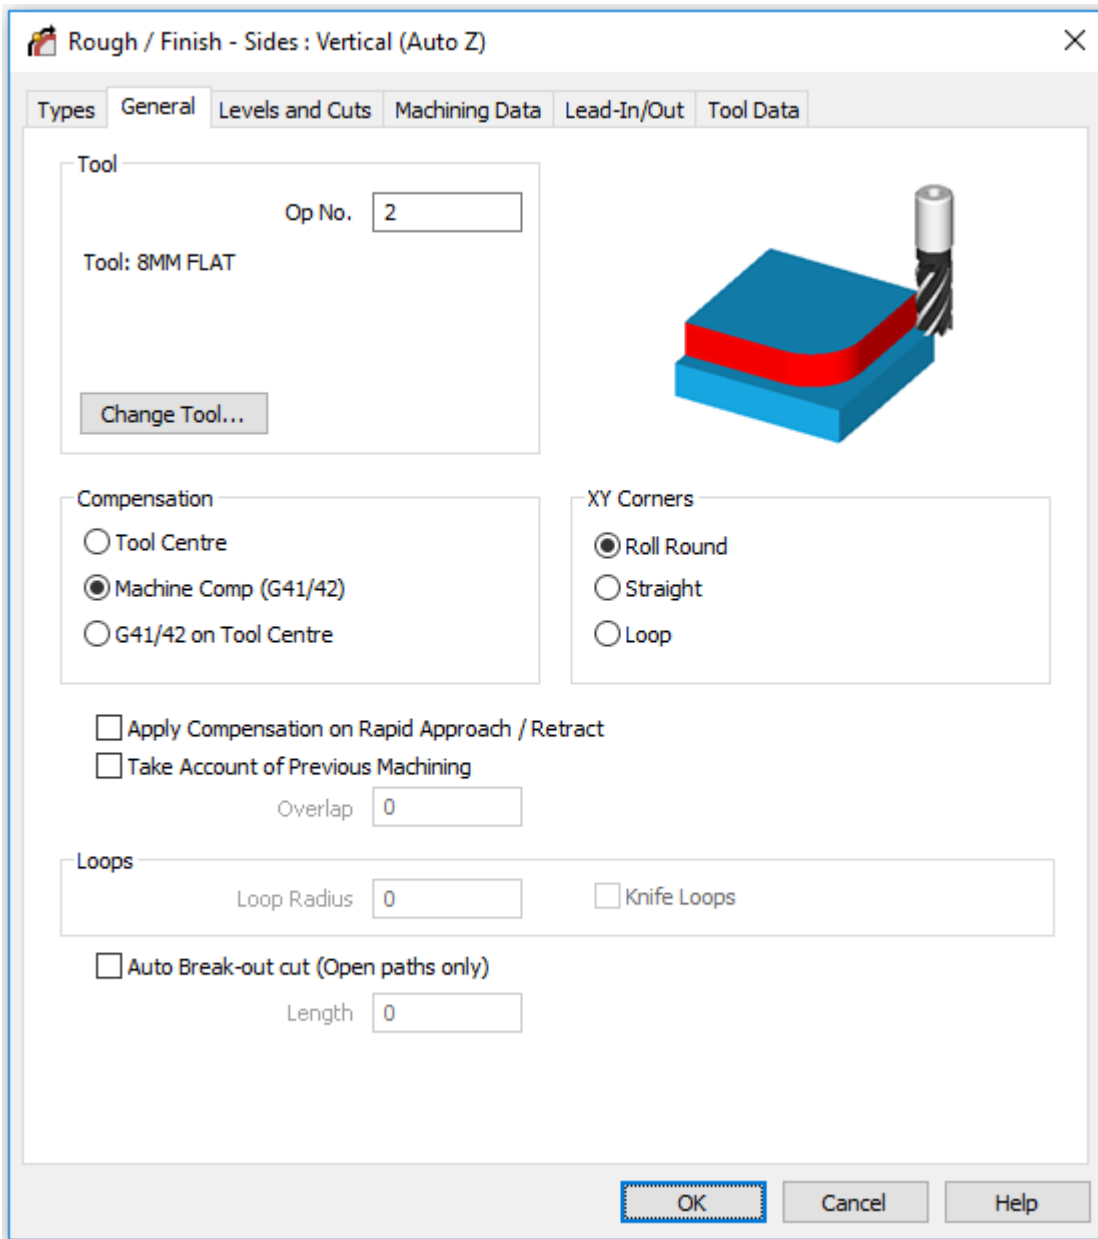 Rough / Finish - Sides : Vertical (Auto Z)
Types General Levels and Cuts Machining Data Lead-In/Out Tool Data
Tool
Op No. 2
Tool: 8MM FLAT
Change Tool...
Compensation
Tool Centre
Machine Comp (G41/42)
G41/42 on Tool Centre
XY Corners
Roll Round
Straight
Loop
Apply Compensation on Rapid Approach / Retract
Take Account of Previous Machining
Overlap 0
Loops
Loop Radius 0 Knife Loops
Auto Break-out cut (Open paths only)
Length 0
OK Cancel Help